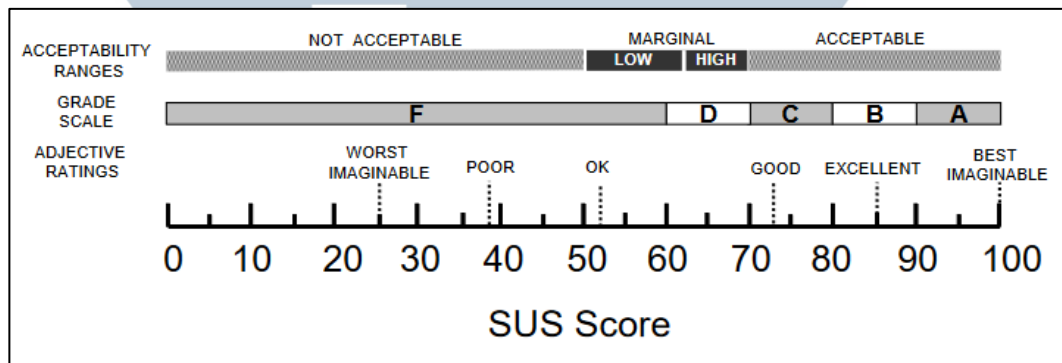 NOT ACCEPTABLE MARGINAL ACCEPTABLE
ACCEPTABILITY
RANGES
LOW HIGH
GRADE
SCALE
F D C B A
ADJECTIVE
RATINGS
WORST
IMAGINABLE
POOR
OK
GOOD
EXCELLENT
BEST
IMAGINABLE
0 10 20 30 40 50 60 70 80 90 100
SUS Score